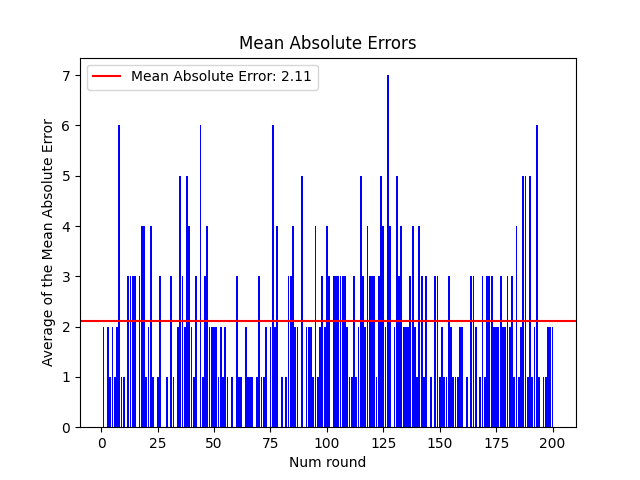 Mean Absolute Errors
Mean Absolute Error: 2.11
Average of the Mean Absolute Error
7
6
5
4
3
2
1
0
0 25 50 75 100 125 150 175 200
Num round